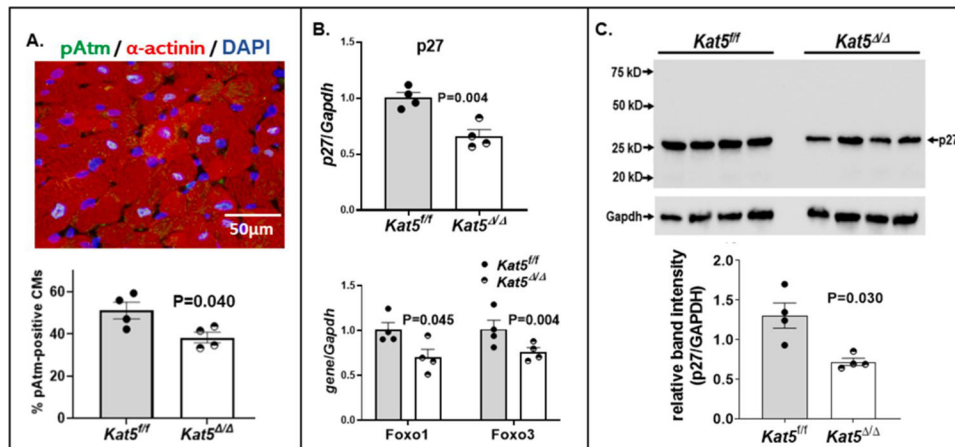 A.
pAtm / α-actinin / DAPI
50μm
% pAtm-positive CMs
60
40
20
0
P=0.040
Kat5f/f
Kat5Δ/Δ
B.
p27
p27/Gapdh
1.5
1.0
0.5
0.0
P=0.004
Kat5f/f
Kat5Δ/Δ
Kat5f/f
Kat5Δ/Δ
gene/Gapdh
1.5
1.0
0.5
0.0
P=0.045
P=0.004
Foxo1
Foxo3
C.
Kat5f/f
Kat5Δ/Δ
75 kD
50 kD
25 kD
20 kD
p27
Gapdh
relative band intensity
(p27/GAPDH)
2.0
1.5
1.0
0.5
0.0
P=0.030
Kat5f/f
Kat5Δ/Δ